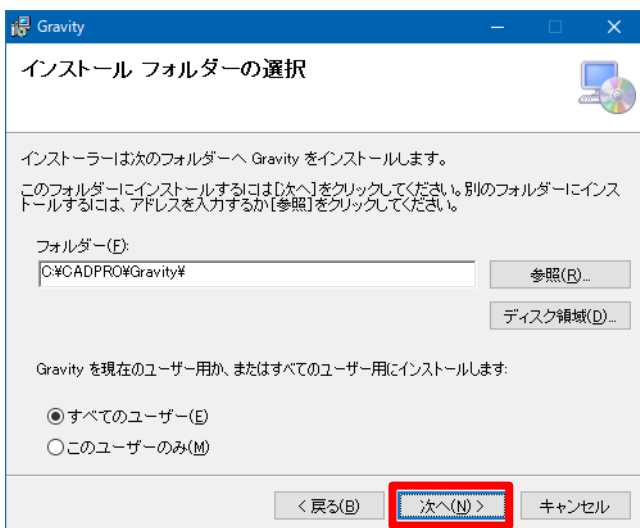 Gravity
インストール フォルダーの選択
インストーラーは次のフォルダーへ Gravity をインストールします。
このフォルダーにインストールするには[次へ]をクリックしてください。別のフォルダーにインス
トールするには、アドレスを入力するか[参照]をクリックしてください。
フォルダー(F):
C:¥CADPRO¥Gravity¥
参照(R)...
ディスク領域(D)...
Gravity を現在のユーザー用か、またはすべてのユーザー用にインストールします:
すべてのユーザー(E)
このユーザーのみ(M)
< 戻る(B)
次へ(N) >
キャンセル